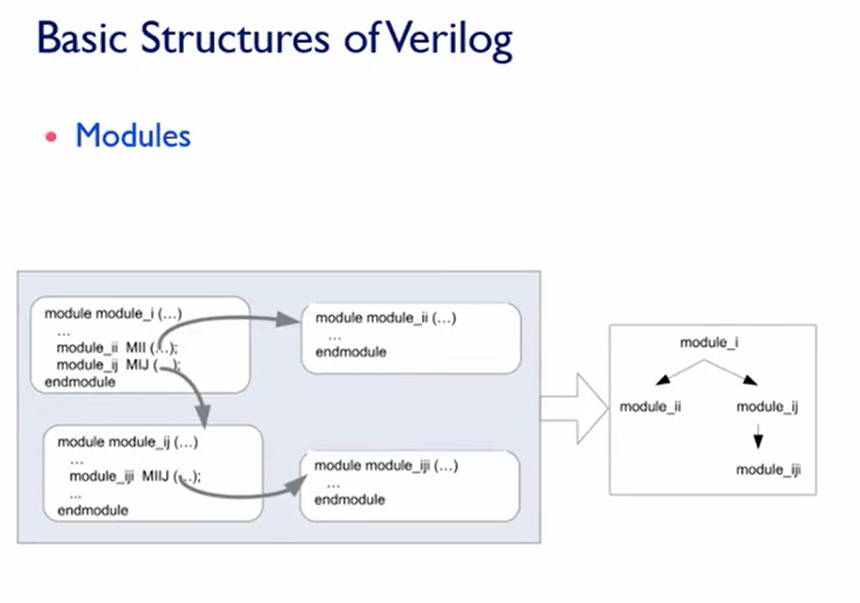 Basic Structures of Verilog
• Modules
module module_i (...)
...
module_ii MII (...);
module_ij MIJ (...);
endmodule
module module_ii (...)
...
endmodule
module module_ij (...)
...
module_iji MIIJ (...);
...
endmodule
module module_iji (...)
...
endmodule
module_i
module_ii module_ij
module_iji